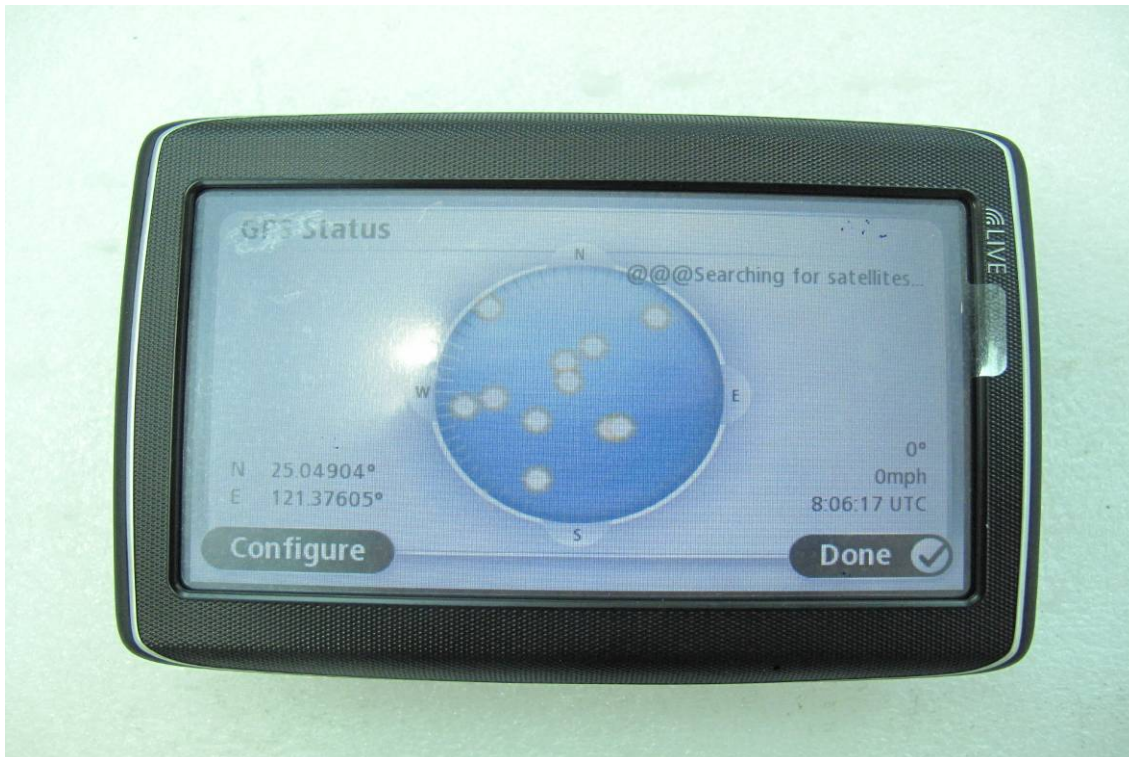 GPS Status
LIVE
N
@@@Searching for satellites...
W
E
N 25.04904°
E 121.37605°
0°
0mph
8:06:17 UTC
S
Configure
Done